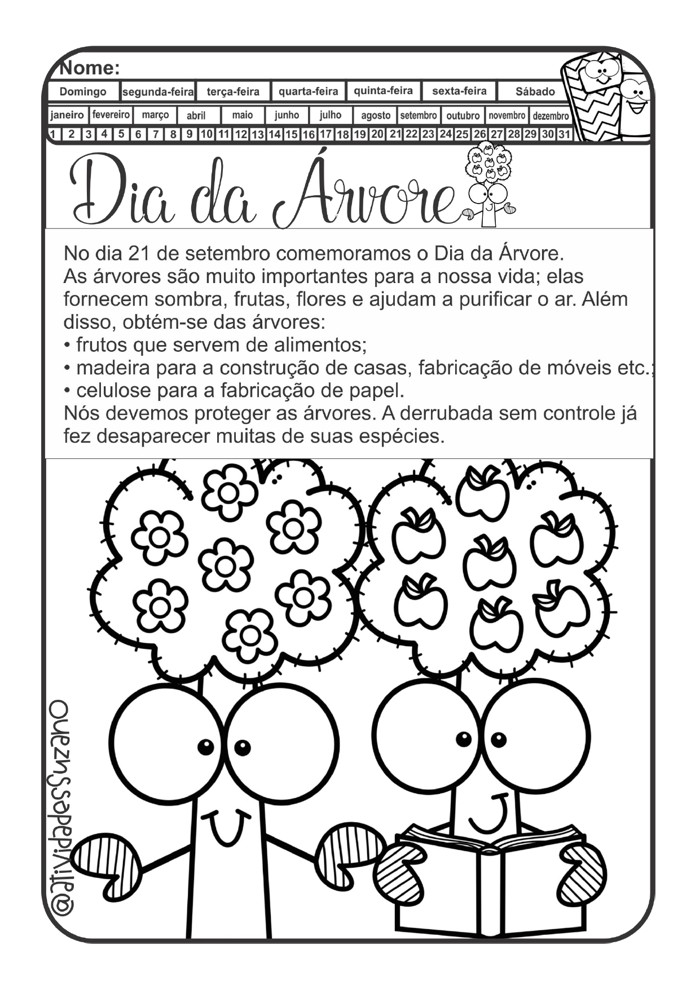 Nome:
Domingo segunda-feira terça-feira quarta-feira quinta-feira sexta-feira Sábado
janeiro fevereiro março abril maio junho julho agosto setembro outubro novembro dezembro
1 2 3 4 5 6 7 8 9 10 11 12 13 14 15 16 17 18 19 20 21 22 23 24 25 26 27 28 29 30 31
Dia da Árvore
No dia 21 de setembro comemoramos o Dia da Árvore.
As árvores são muito importantes para a nossa vida; elas
fornecem sombra, frutas, flores e ajudam a purificar o ar. Além
disso, obtém-se das árvores:
• frutos que servem de alimentos;
• madeira para a construção de casas, fabricação de móveis etc.;
• celulose para a fabricação de papel.
Nós devemos proteger as árvores. A derrubada sem controle já
fez desaparecer muitas de suas espécies.
@atividadessuzano